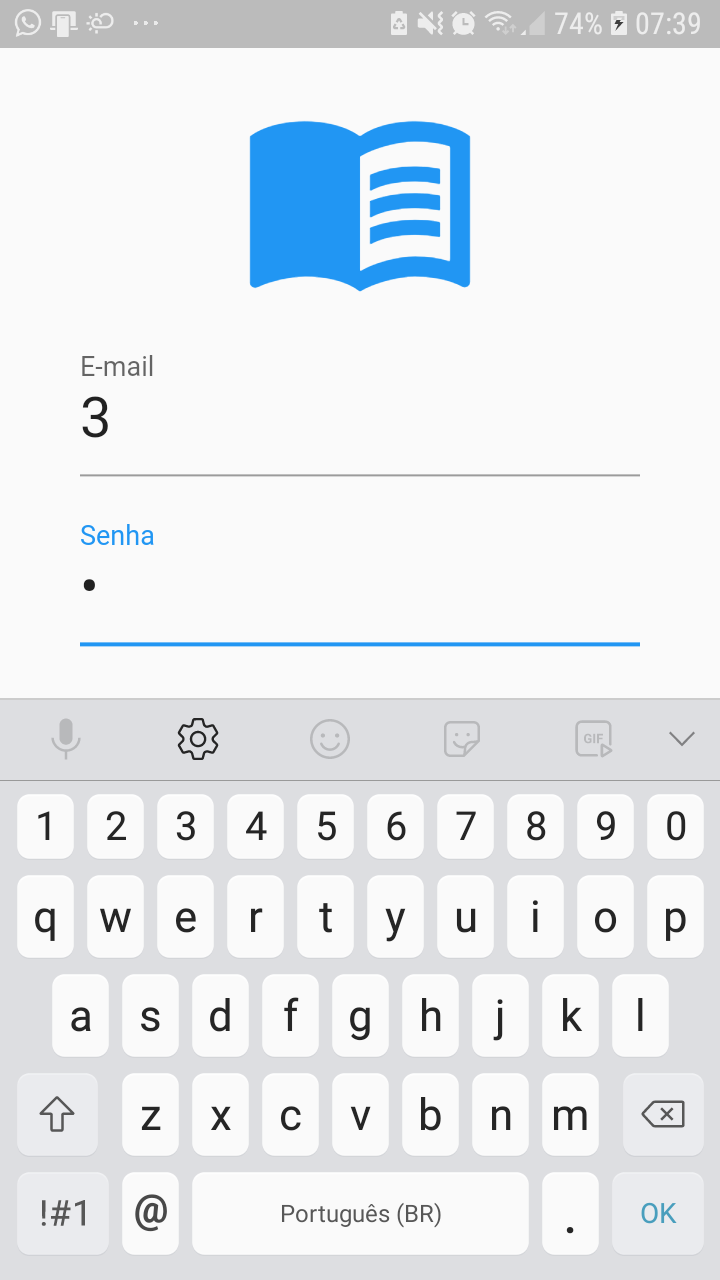 74% 07:39
E-mail
3
Senha
•
GIF
1 2 3 4 5 6 7 8 9 0
q w e r t y u i o p
a s d f g h j k l
z x c v b n m
!#1 @ Português (BR) . OK